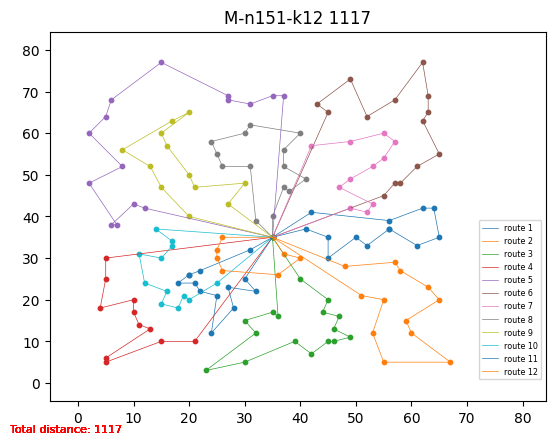 M-n151-k12 1117
80
70
60
50
40
30
20
10
0
0 10 20 30 40 50 60 70 80
route 1
route 2
route 3
route 4
route 5
route 6
route 7
route 8
route 9
route 10
route 11
route 12
Total distance: 1117